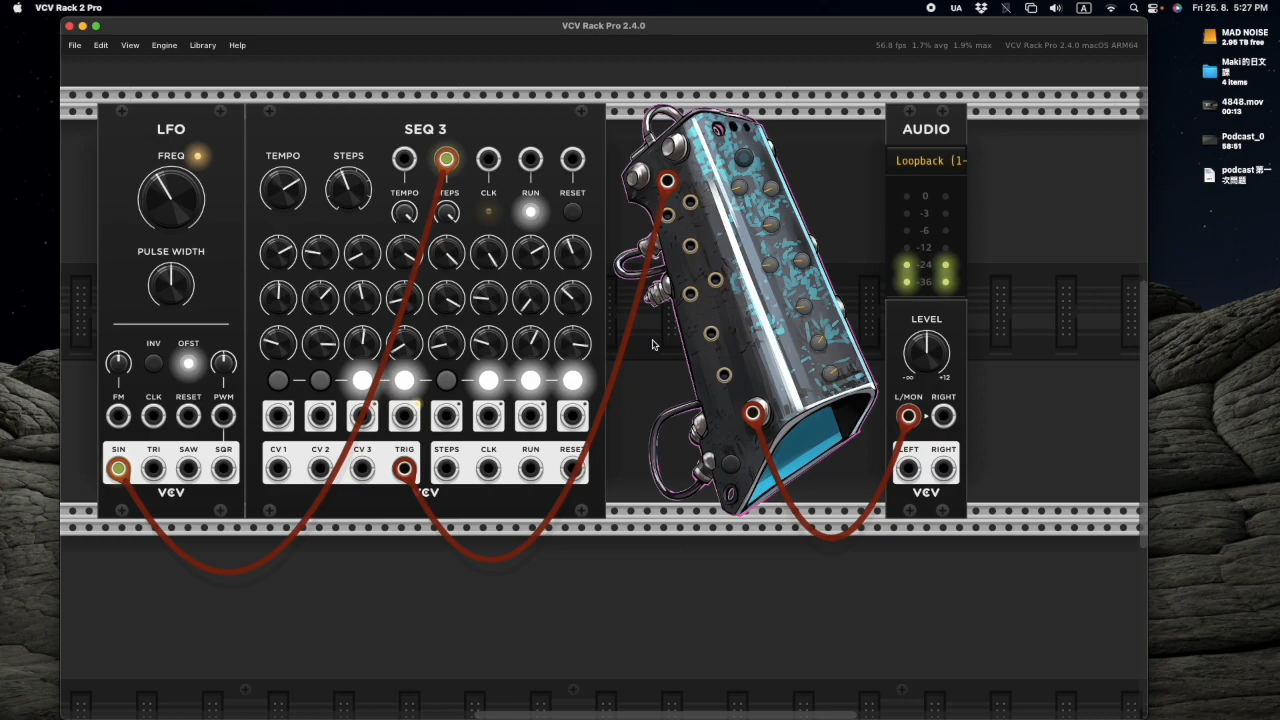 VCV Rack 2 Pro
UA
A
Fri 25. 8. 5:27 PM
VCV Rack Pro 2.4.0
File Edit View Engine Library Help
56.8 fps 1.7% avg 1.9% max
VCV Rack Pro 2.4.0 macOS ARM64
MAD NOISE
2.95 TB free
Maki的日文
課
4 items
4848.mov
00:13
Podcast_0
58:51
podcast第一
次問題
LFO
FREQ
PULSE WIDTH
INV OFST
FM CLK RESET PWM
SIN TRI SAW SQR
VCV
SEQ 3
TEMPO STEPS
TEMPO TEPS CLK RUN RESET
CV 1 CV 2 CV 3 TRIG STEPS CLK RUN RESET
VCV
AUDIO
Loopback (1-
0
-3
-6
-12
-24
-36
LEVEL
-∞ +12
L/MON RIGHT
LEFT RIGHT
VCV